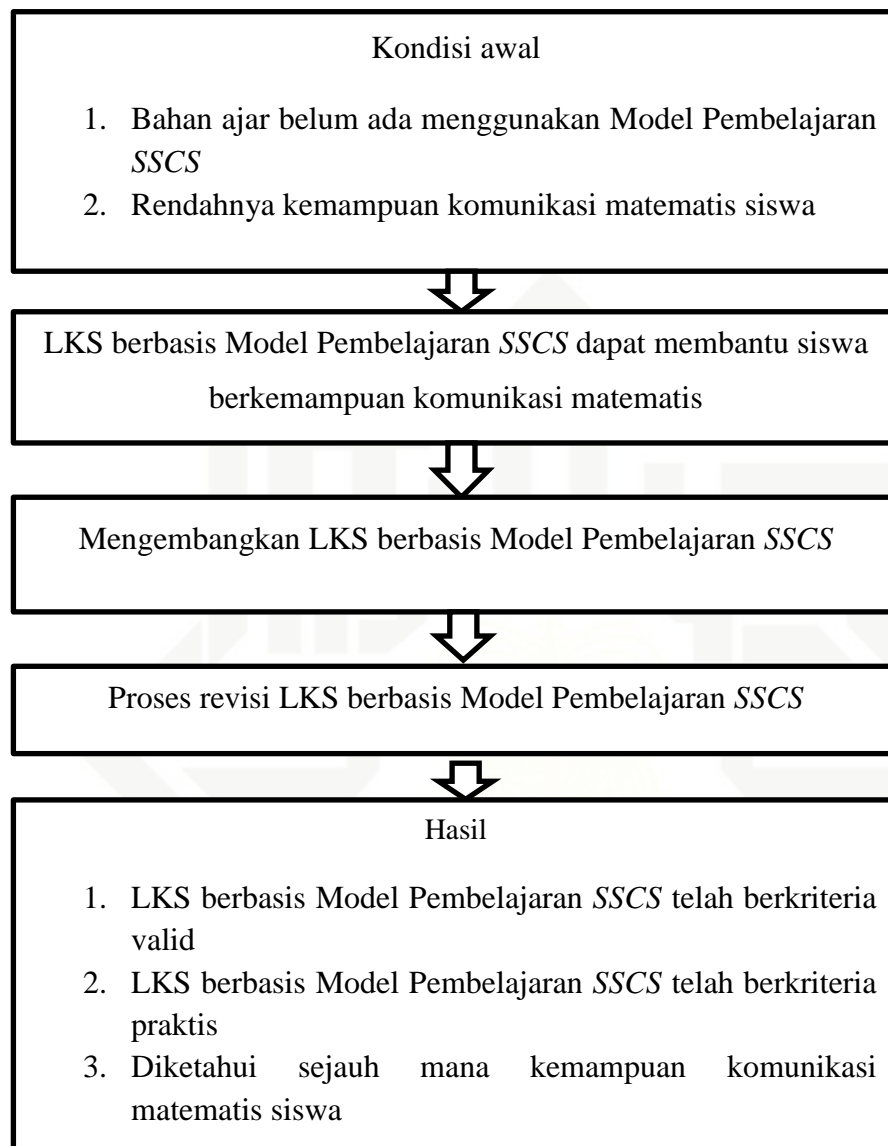 Kondisi awal
1. Bahan ajar belum ada menggunakan Model Pembelajaran
SSCS
2. Rendahnya kemampuan komunikasi matematis siswa
LKS berbasis Model Pembelajaran SSCS dapat membantu siswa
berkemampuan komunikasi matematis
Mengembangkan LKS berbasis Model Pembelajaran SSCS
Proses revisi LKS berbasis Model Pembelajaran SSCS
Hasil
1. LKS berbasis Model Pembelajaran SSCS telah berkriteria
valid
2. LKS berbasis Model Pembelajaran SSCS telah berkriteria
praktis
3. Diketahui sejauh mana kemampuan komunikasi
matematis siswa